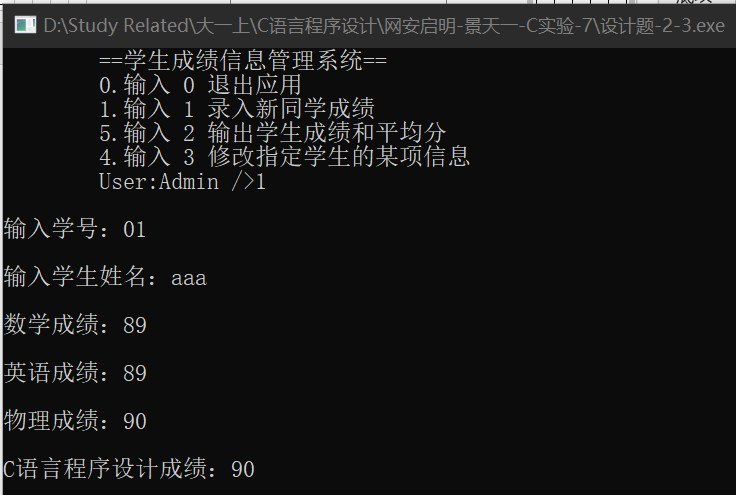 D:\Study Related\大一上\C语言程序设计\网安启明-景天一-C实验-7\设计题-2-3.exe
==学生成绩信息管理系统==
0.输入 0 退出应用
1.输入 1 录入新同学成绩
5.输入 2 输出学生成绩和平均分
4.输入 3 修改指定学生的某项信息
User:Admin />1
输入学号：01
输入学生姓名：aaa
数学成绩：89
英语成绩：89
物理成绩：90
C语言程序设计成绩：90